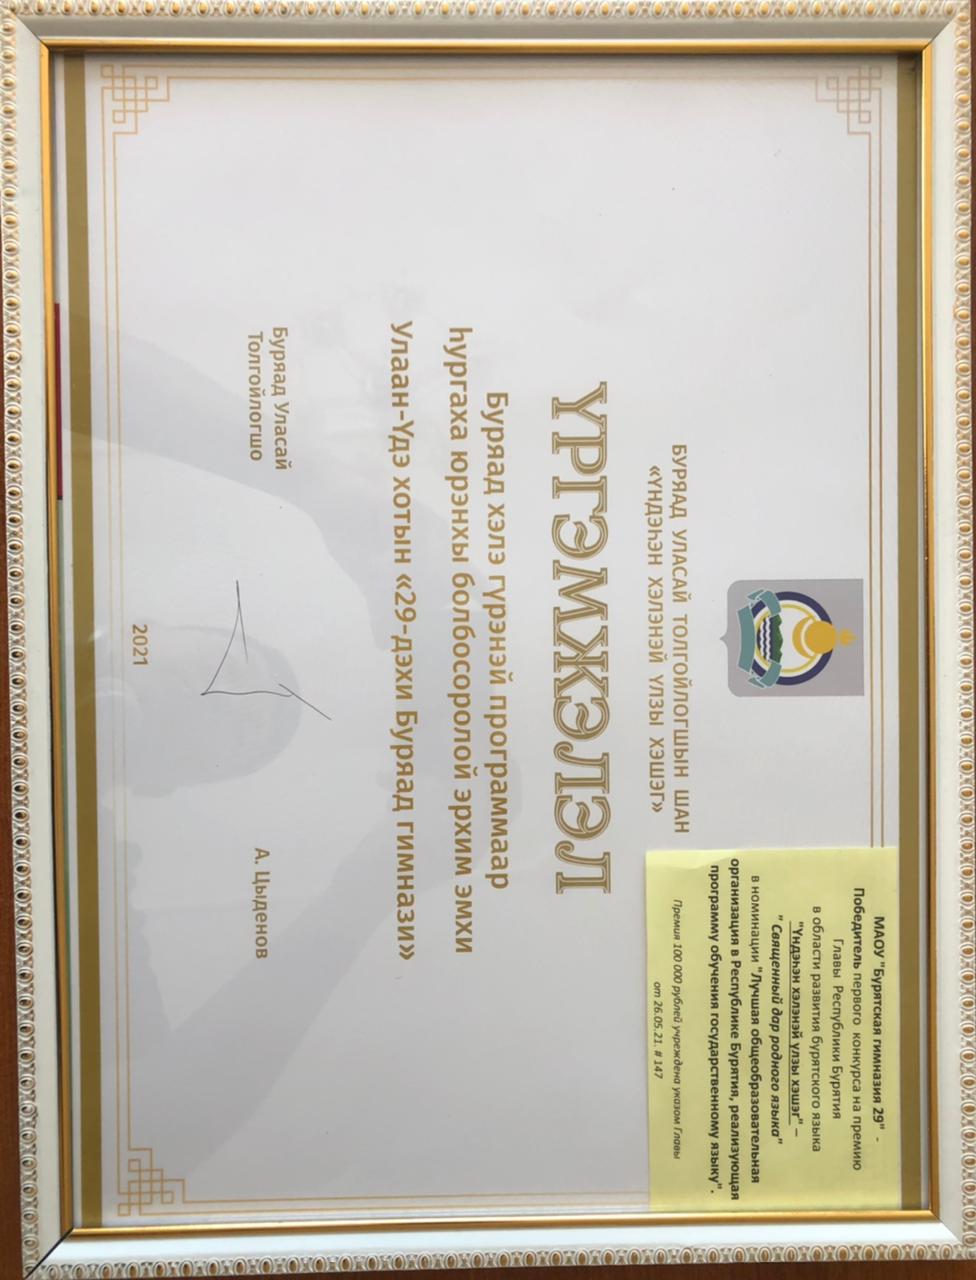 БУРЯАД УЛАСАЙ ТОЛГОЙЛОГШЫН ШАН
«ҮНДЭҺЭН ХЭЛЭНЭЙ ҮЛЗЫ ХЭШЭГ»
ҮРГЭМЖЭЛЭЛ
Буряад хэлэ гүрэнэй программаар
һургаха юрэнхы болбосоролой эрхим эмхи
Улаан-Үдэ хотын «29-дэхи Буряад гимнази»
Буряад Уласай
Толгойлогшо
А. Цыденов
2021
МАОУ "Бурятская гимназия 29" -
Победитель первого конкурса на премию
Главы Республики Бурятия
в области развития бурятского языка
"Үндэһэн хэлэнэй үлзы хэшэг" –
" Священный дар родного языка"
в номинации "Лучшая общеобразовательная
организация в Республике Бурятия, реализующая
программу обучения государственному языку".
Премия 100 000 рублей учреждена указом Главы
от 26.05.21. # 147